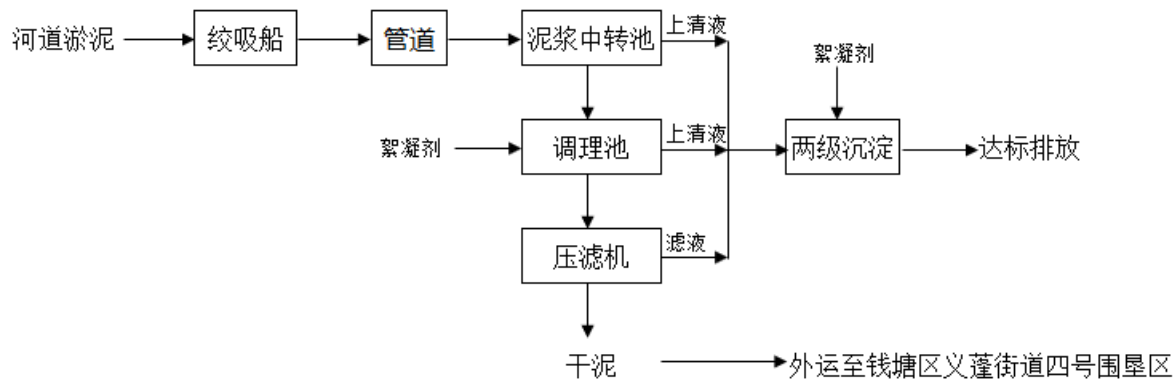 河道淤泥
绞吸船
管道
泥浆中转池
上清液
絮凝剂
絮凝剂
调理池
上清液
两级沉淀
达标排放
压滤机
滤液
干泥
外运至钱塘区义蓬街道四号围垦区